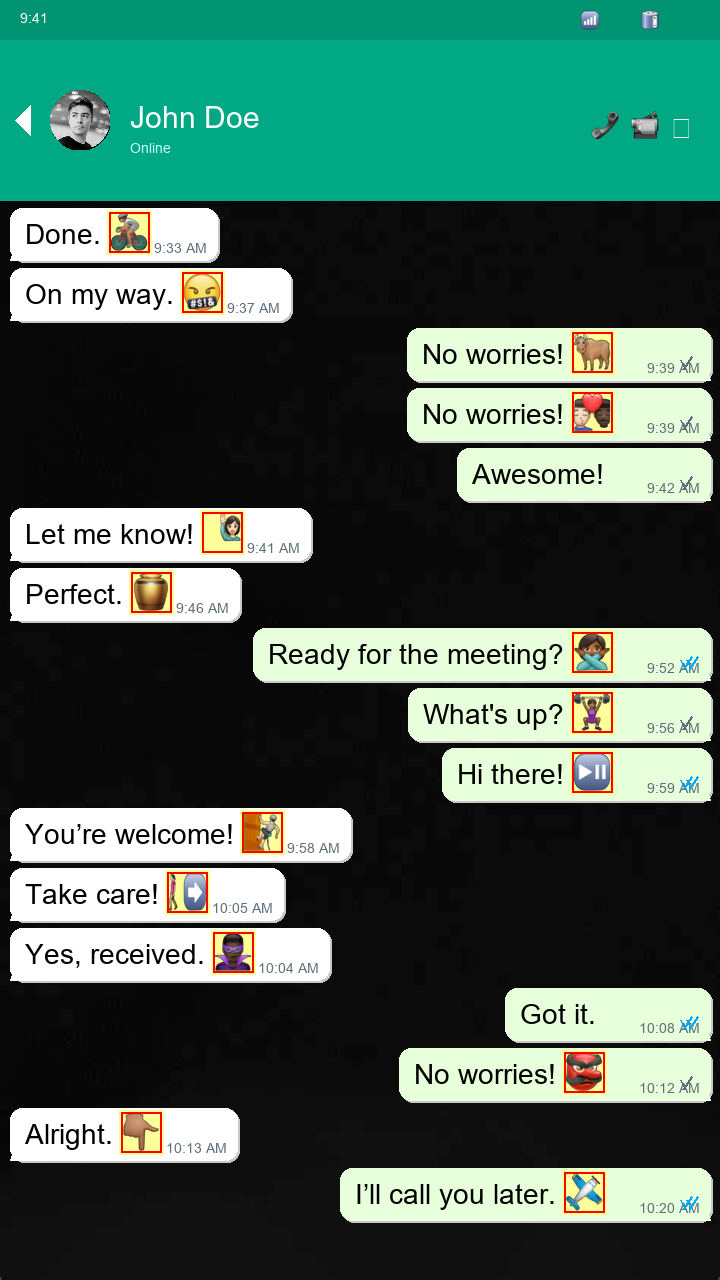 9:41
John Doe
Online
Done. 9:33 AM
On my way. 9:37 AM
No worries! 9:39 AM
No worries! 9:39 AM
Awesome! 9:42 AM
Let me know! 9:41 AM
Perfect. 9:46 AM
Ready for the meeting? 9:52 AM
What's up? 9:56 AM
Hi there! 9:59 AM
You’re welcome! 9:58 AM
Take care! 10:05 AM
Yes, received. 10:04 AM
Got it. 10:08 AM
No worries! 10:12 AM
Alright. 10:13 AM
I’ll call you later. 10:20 AM